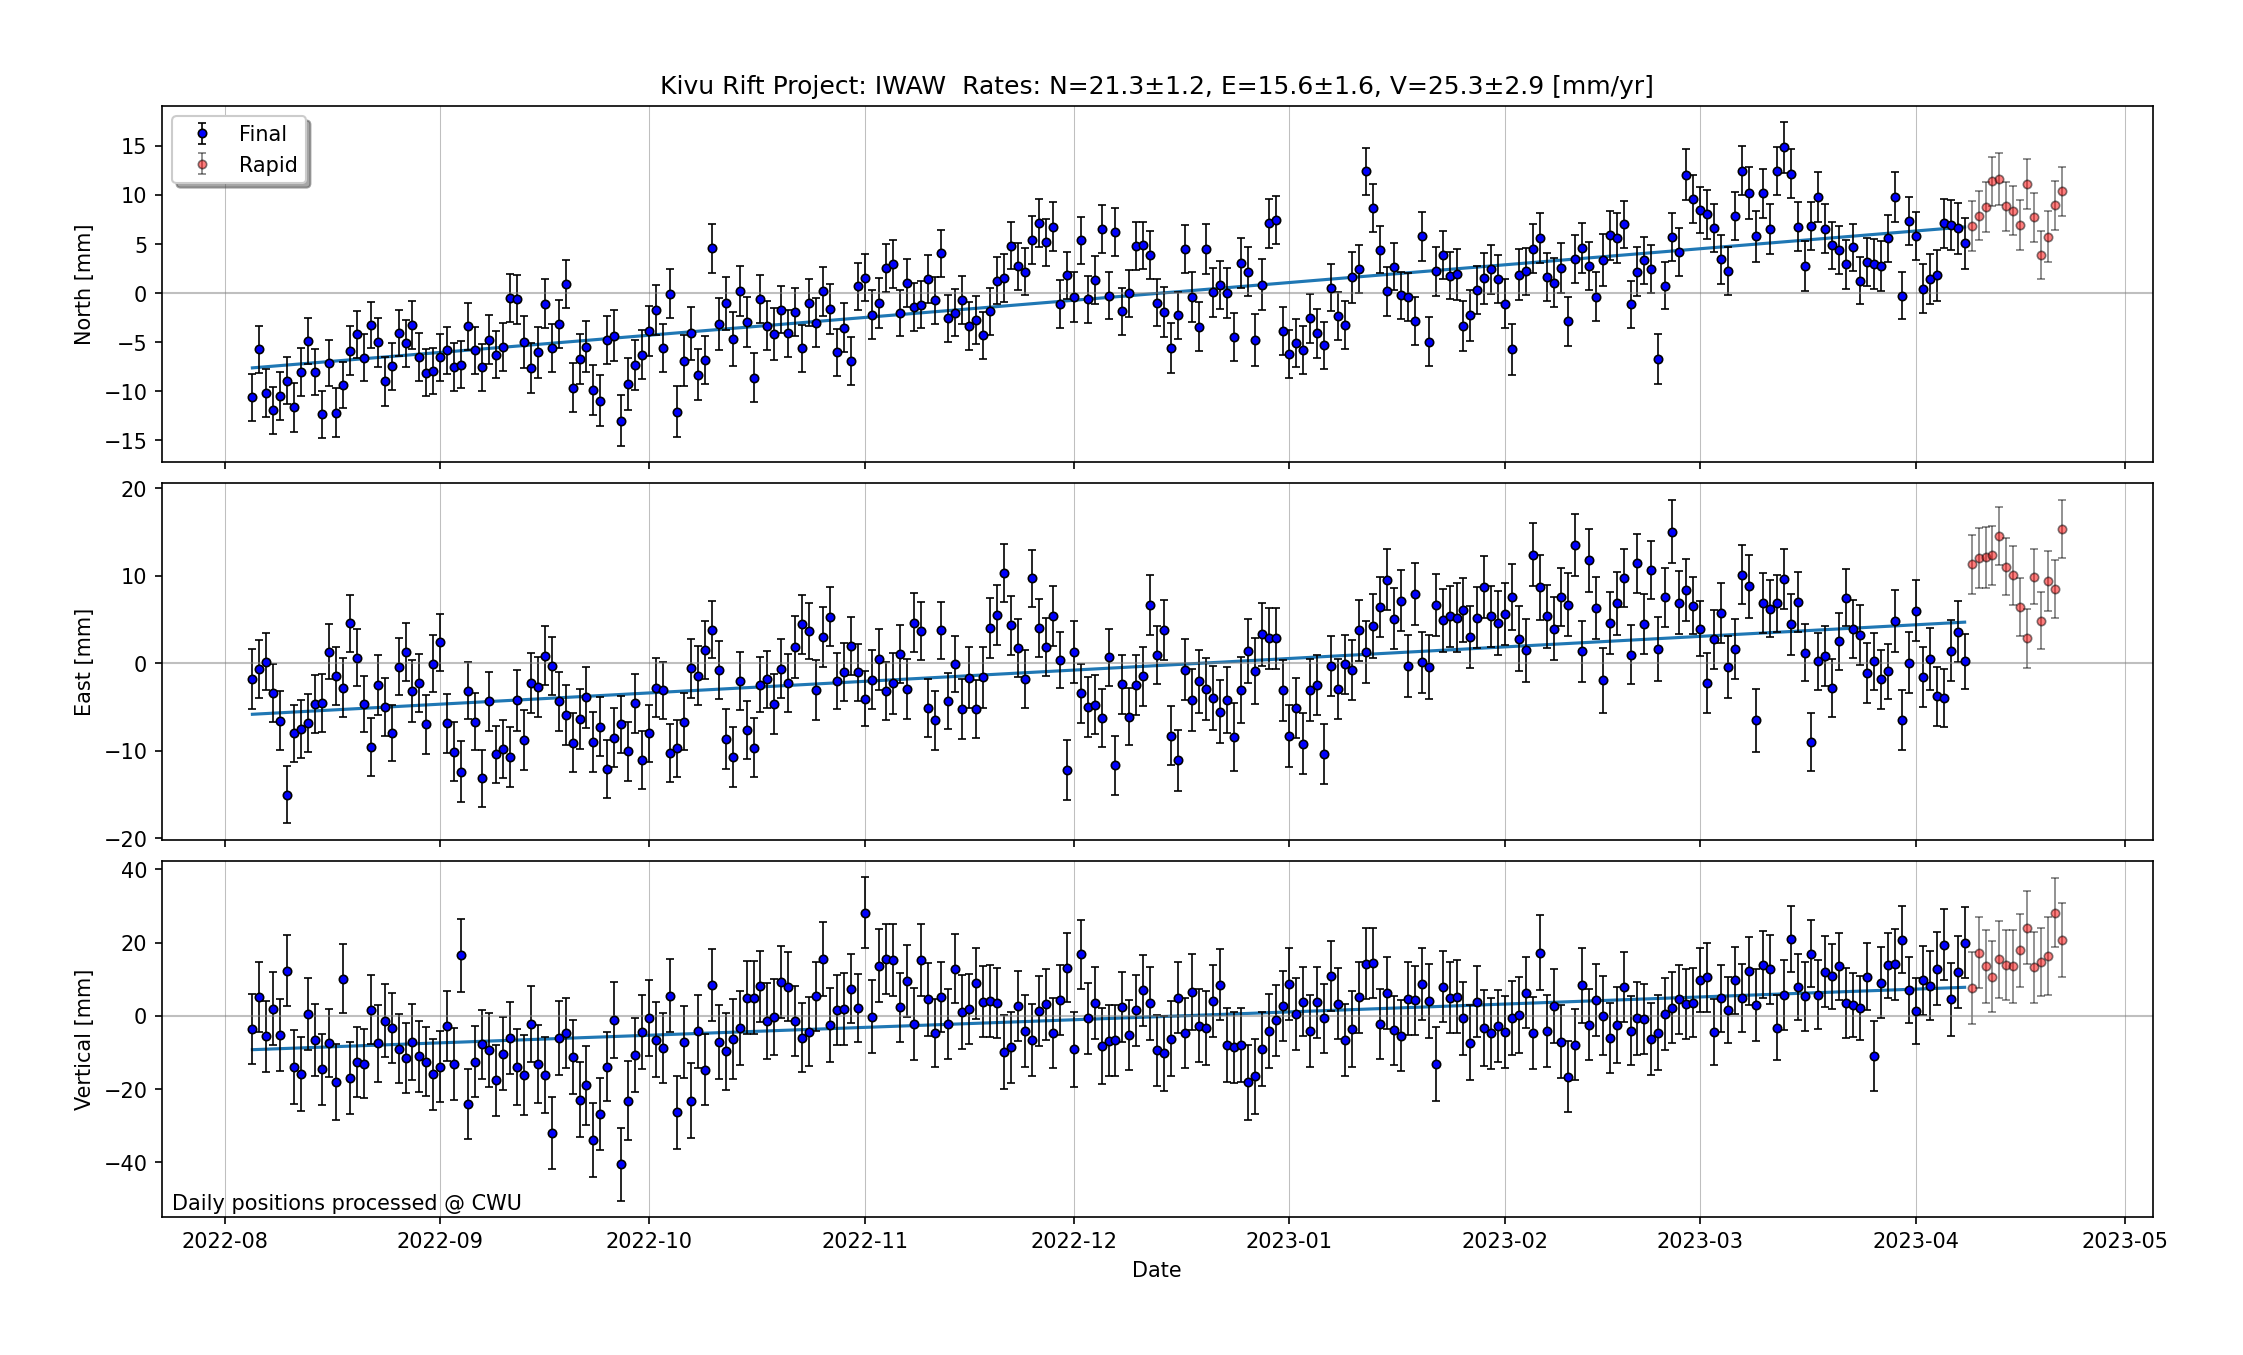 Kivu Rift Project: IWAW  Rates: N=21.3±1.2, E=15.6±1.6, V=25.3±2.9 [mm/yr]
Final
Rapid
North [mm]
15
10
5
0
−5
−10
−15
East [mm]
20
10
0
−10
−20
Vertical [mm]
40
20
0
−20
−40
Daily positions processed @ CWU
2022-08 2022-09 2022-10 2022-11 2022-12 2023-01 2023-02 2023-03 2023-04 2023-05
Date